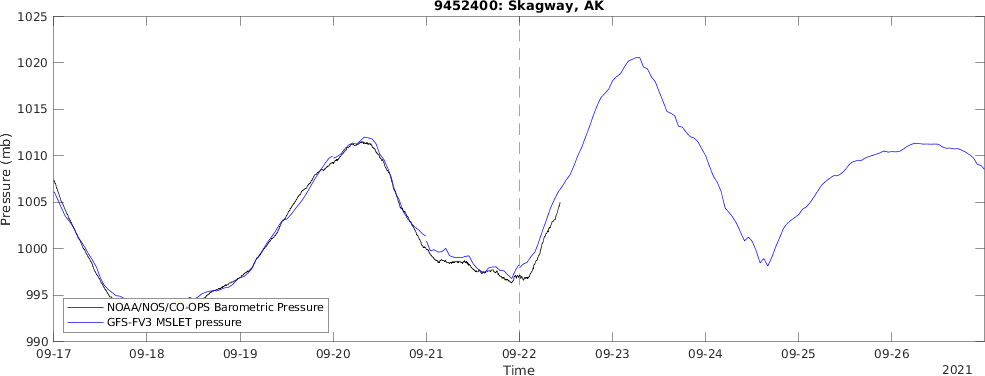 9452400: Skagway, AK
Pressure (mb)
1025
1020
1015
1010
1005
1000
995
990
NOAA/NOS/CO-OPS Barometric Pressure
GFS-FV3 MSLET pressure
09-17 09-18 09-19 09-20 09-21 09-22 09-23 09-24 09-25 09-26
Time
2021